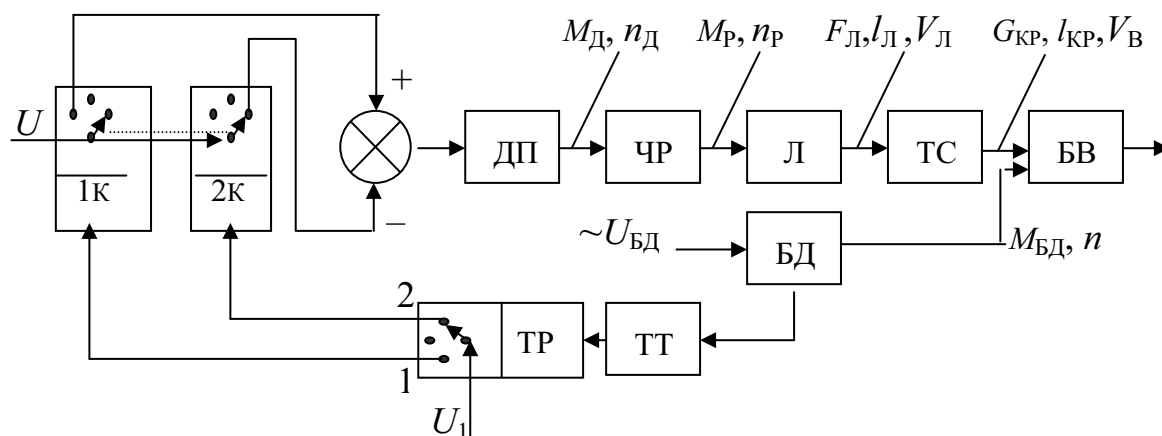 M_Д, n_Д
M_Р, n_Р
F_Л, l_Л, V_Л
G_КР, l_КР, V_В
+
U
ДП
ЧР
Л
ТС
БВ
1К
2К
−
~U_БД
БД
M_БД, n
2
ТР
ТТ
1
U_1